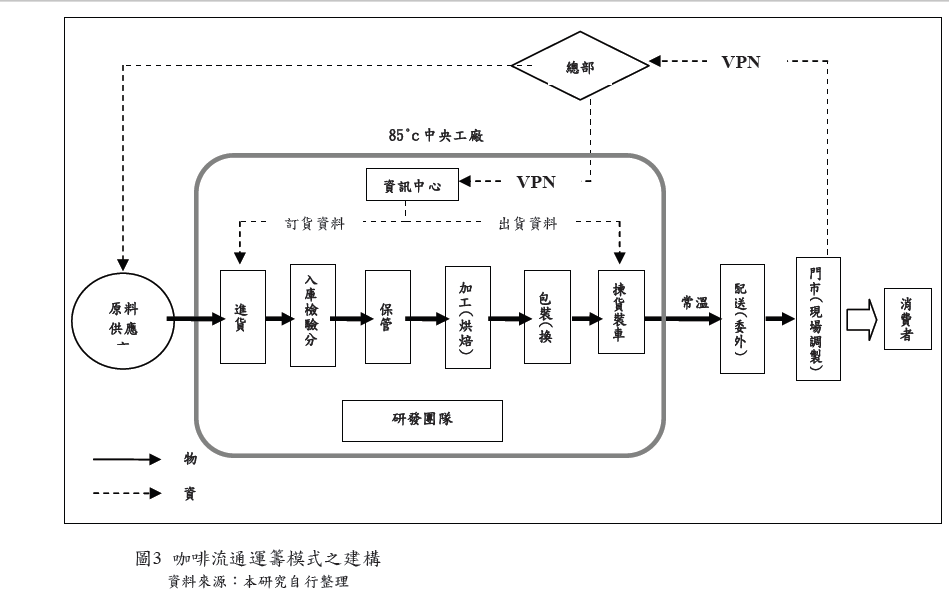 總部
VPN
85°c中央工廠
資訊中心
VPN
訂貨資料
出貨資料
原料
供應
進貨
入庫檢驗分
保管
加工(烘焙)
包裝(換
揀貨裝車
常溫
配送(委外)
門市(現場調製)
消費者
研發團隊
物
資
圖3 咖啡流通運籌模式之建構
資料來源：本研究自行整理